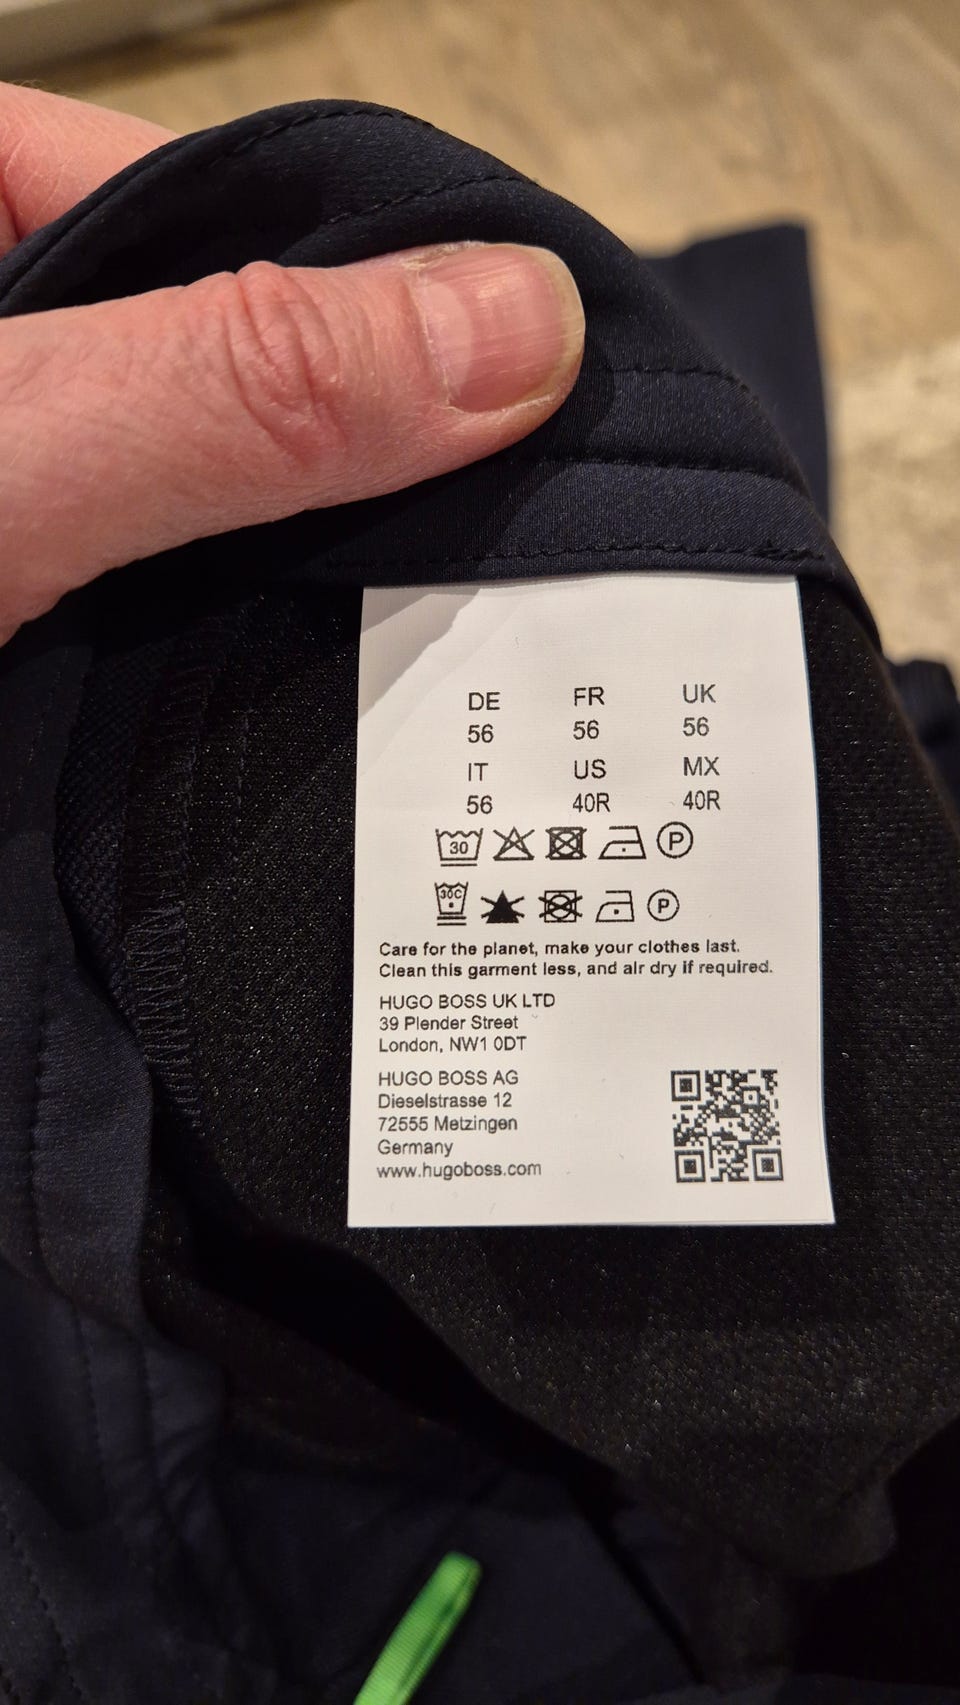 DE FR UK
56 56 56
IT US MX
56 40R 40R
30 P
30C P
Care for the planet, make your clothes last.
Clean this garment less, and air dry if required.
HUGO BOSS UK LTD
39 Plender Street
London, NW1 0DT
HUGO BOSS AG
Dieselstrasse 12
72555 Metzingen
Germany
www.hugoboss.com